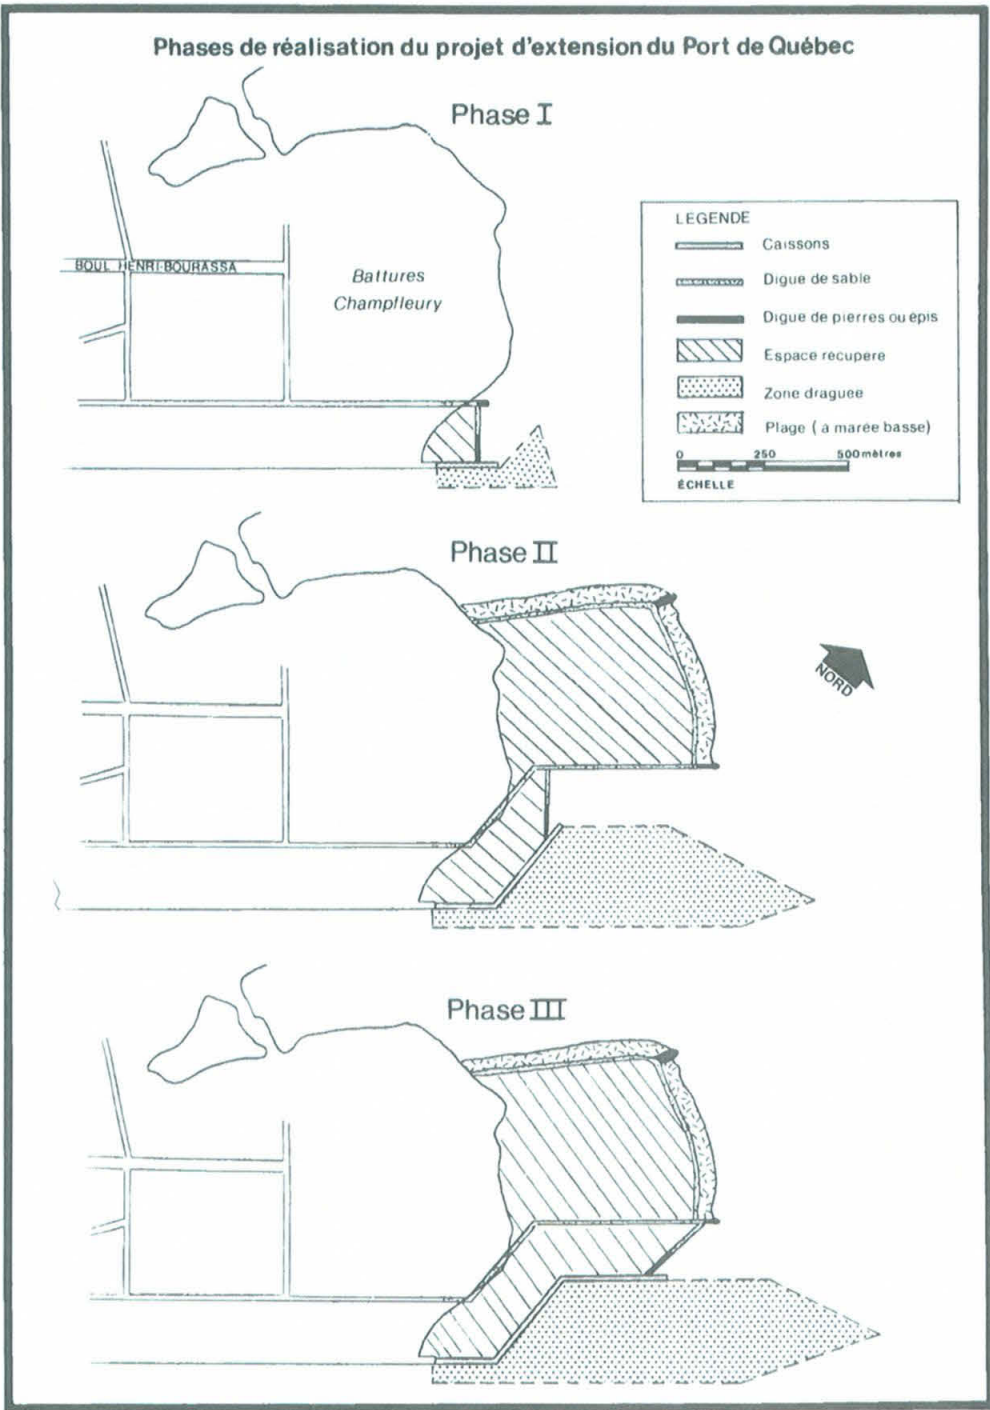 Phases de réalisation du projet d'extension du Port de Québec
Phase I
BOUL HENRI-BOURASSA
Battures
Champfleury
LÉGENDE
Caissons
Digue de sable
Digue de pierres ou épis
Espace récupéré
Zone draguée
Plage ( à marée basse)
0 250 500 mètres
ÉCHELLE
Phase II
NORD
Phase III